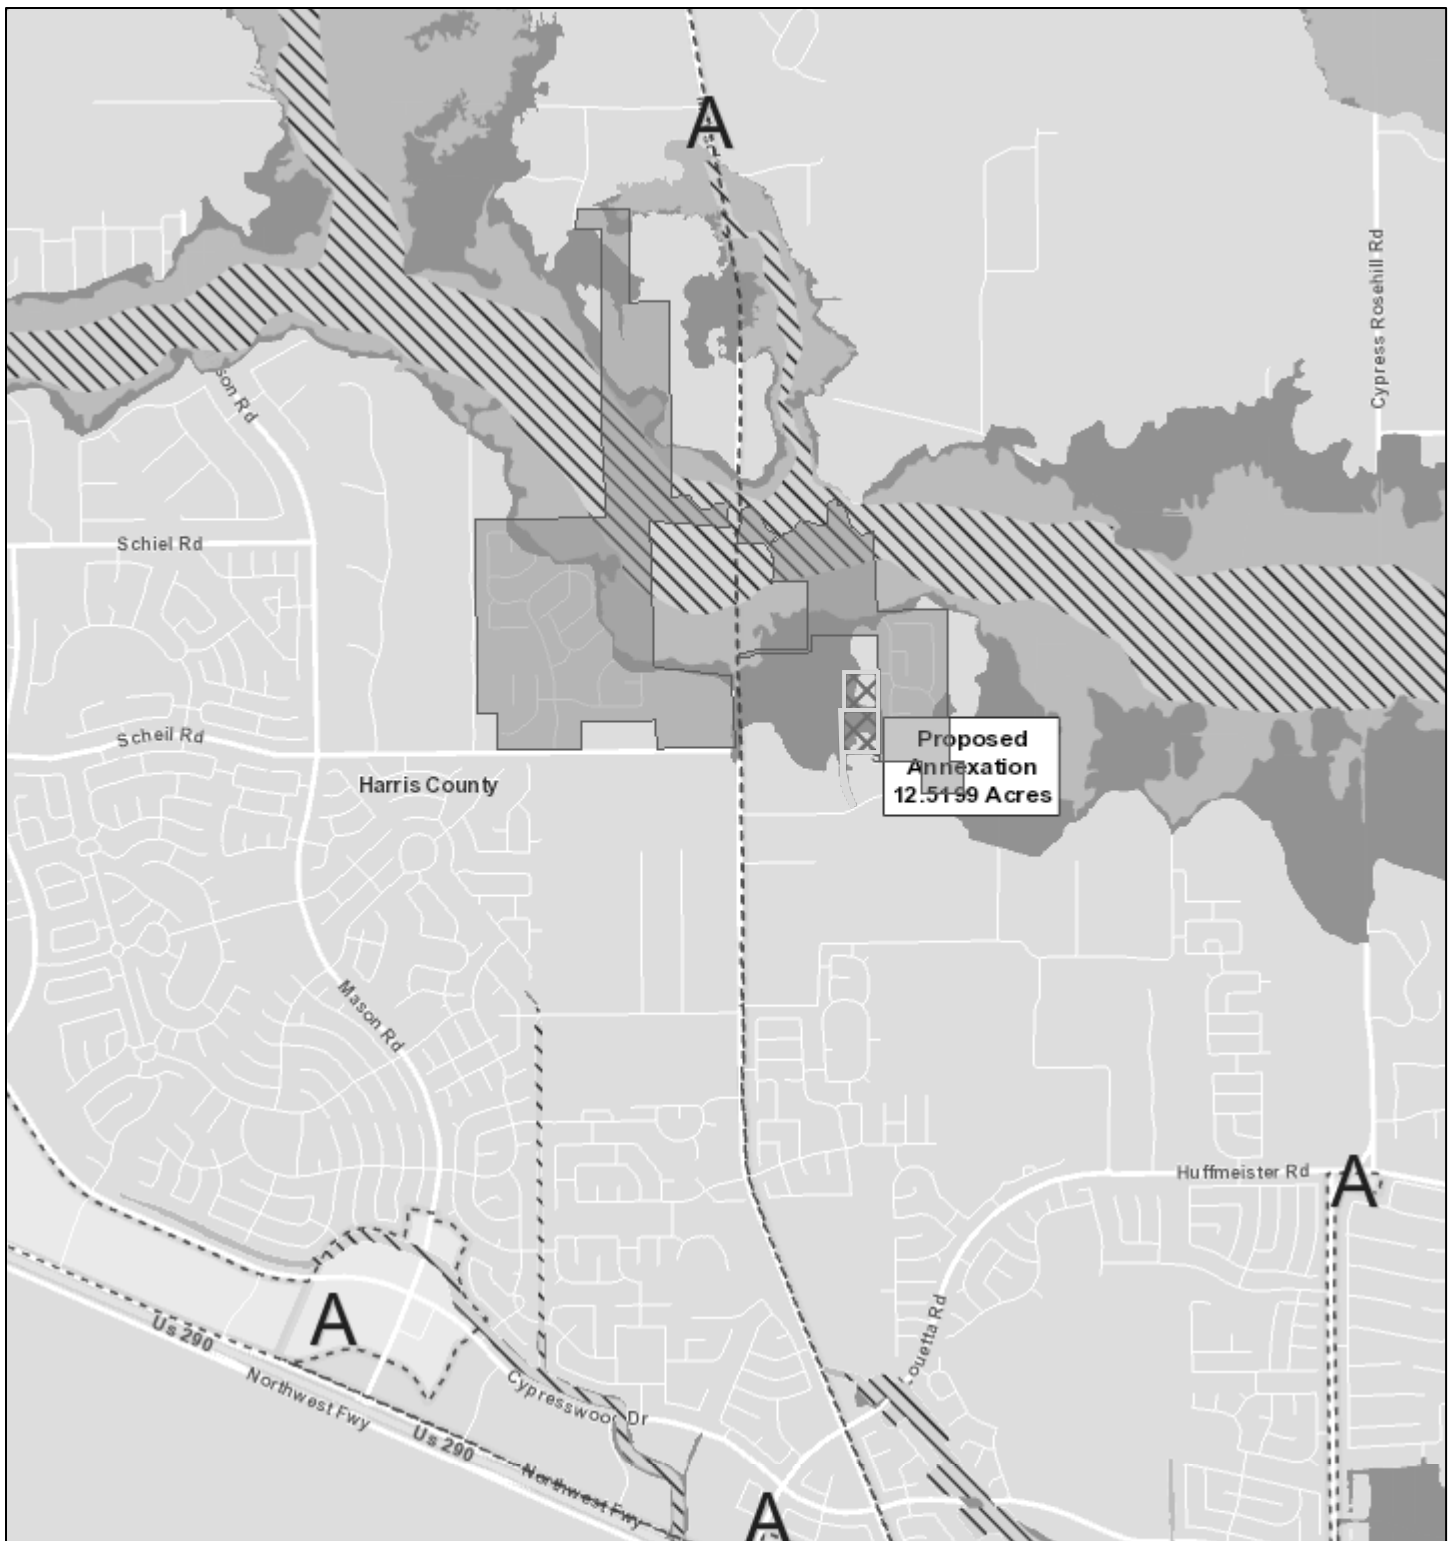 A
Cypress Rosehill Rd
son Rd
Schiel Rd
Scheil Rd
Harris County
Proposed
Annexation
12.5199 Acres
Mason Rd
Huffmeister Rd
A
A
Us 290
Northwest Fwy
Us 290
Northwest Fwy
Cypresswood Dr
ouetta Rd
A